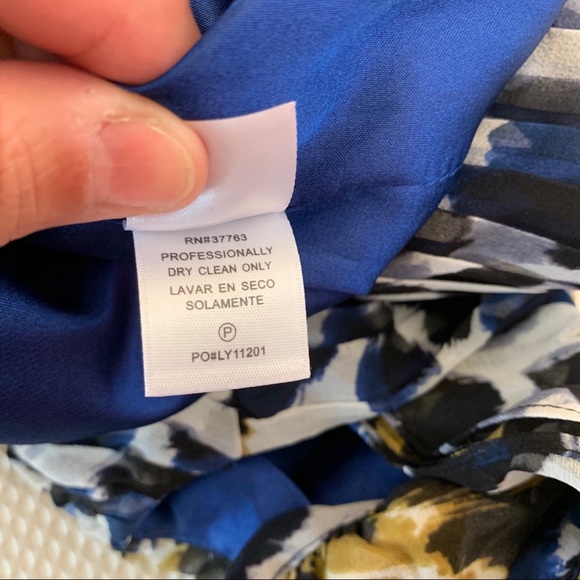 RN#37763
PROFESSIONALLY
DRY CLEAN ONLY
LAVAR EN SECO
SOLAMENTE
P
PO#LY11201